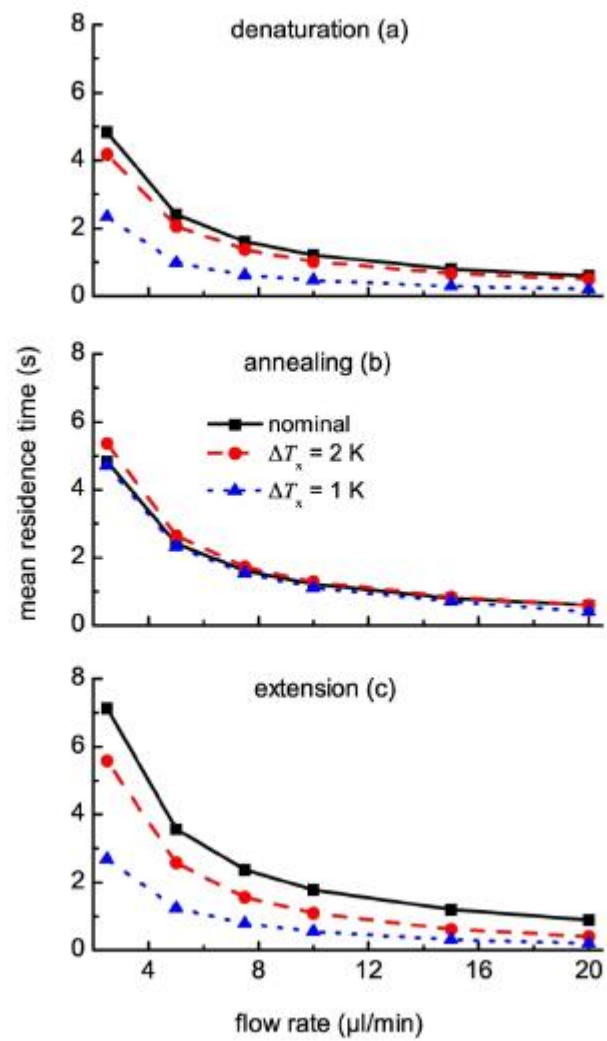 denaturation (a)
8
6
4
2
0
annealing (b)
8
6
4
2
0
nominal
ΔTₓ = 2 K
ΔTₓ = 1 K
mean residence time (s)
extension (c)
8
6
4
2
0
4 8 12 16 20
flow rate (µl/min)